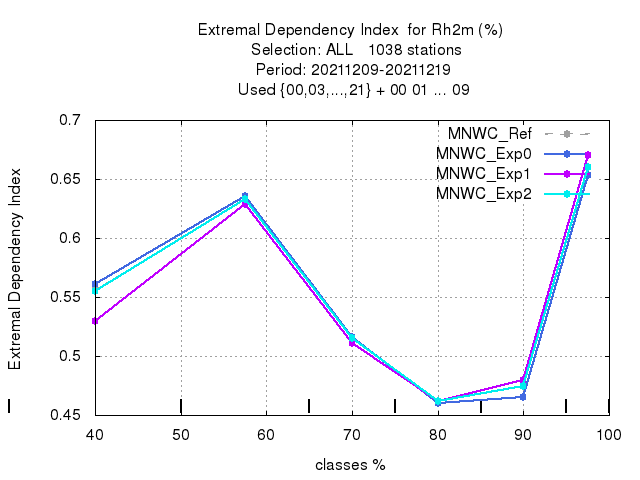 Extremal Dependency Index  for Rh2m (%)
Selection: ALL   1038 stations
Period: 20211209-20211219
Used {00,03,...,21} + 00 01 ... 09
Extremal Dependency Index
0.7
0.65
0.6
0.55
0.5
0.45
MNWC_Ref
MNWC_Exp0
MNWC_Exp1
MNWC_Exp2
40 50 60 70 80 90 100
classes %